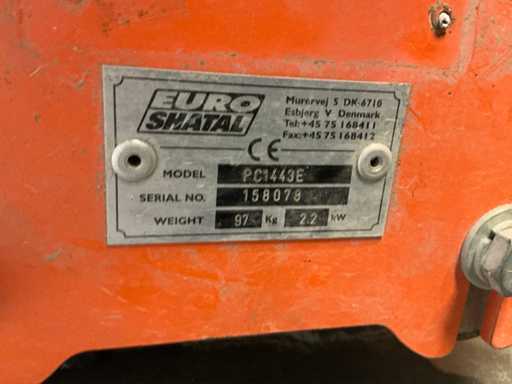 EURO
SHATAL
Murervej 5 DK-6710
Esbjerg V Denmark
Tel:+45 75 168411
Fax:+45 75 168412
CE
MODEL PC1443E
SERIAL NO. 158078
WEIGHT 97 Kg 2.2 kW